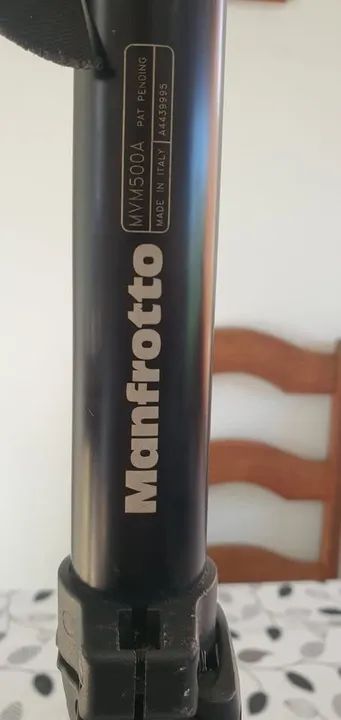 MVM500A PAT PENDING
MADE IN ITALY A4439995
Manfrotto